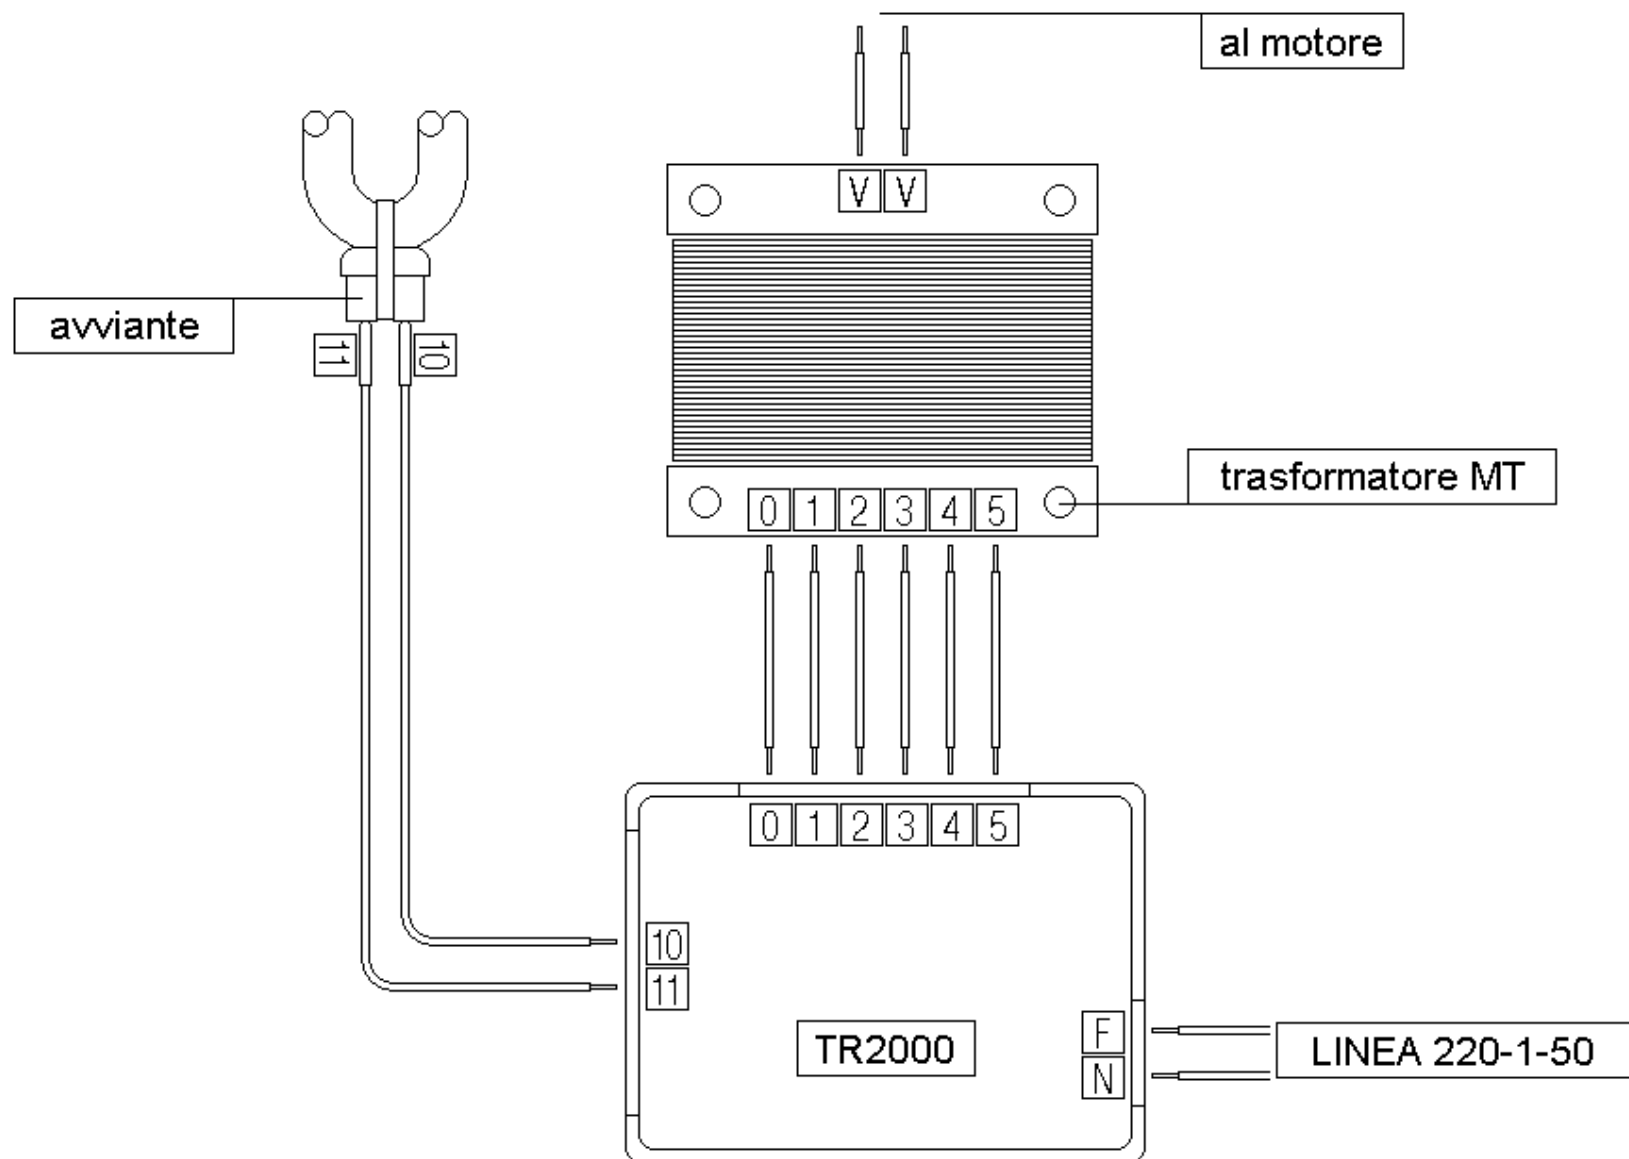 al motore
V V
avviante
11 10
trasformatore MT
0 1 2 3 4 5
0 1 2 3 4 5
10
11
TR2000
F
N
LINEA 220-1-50